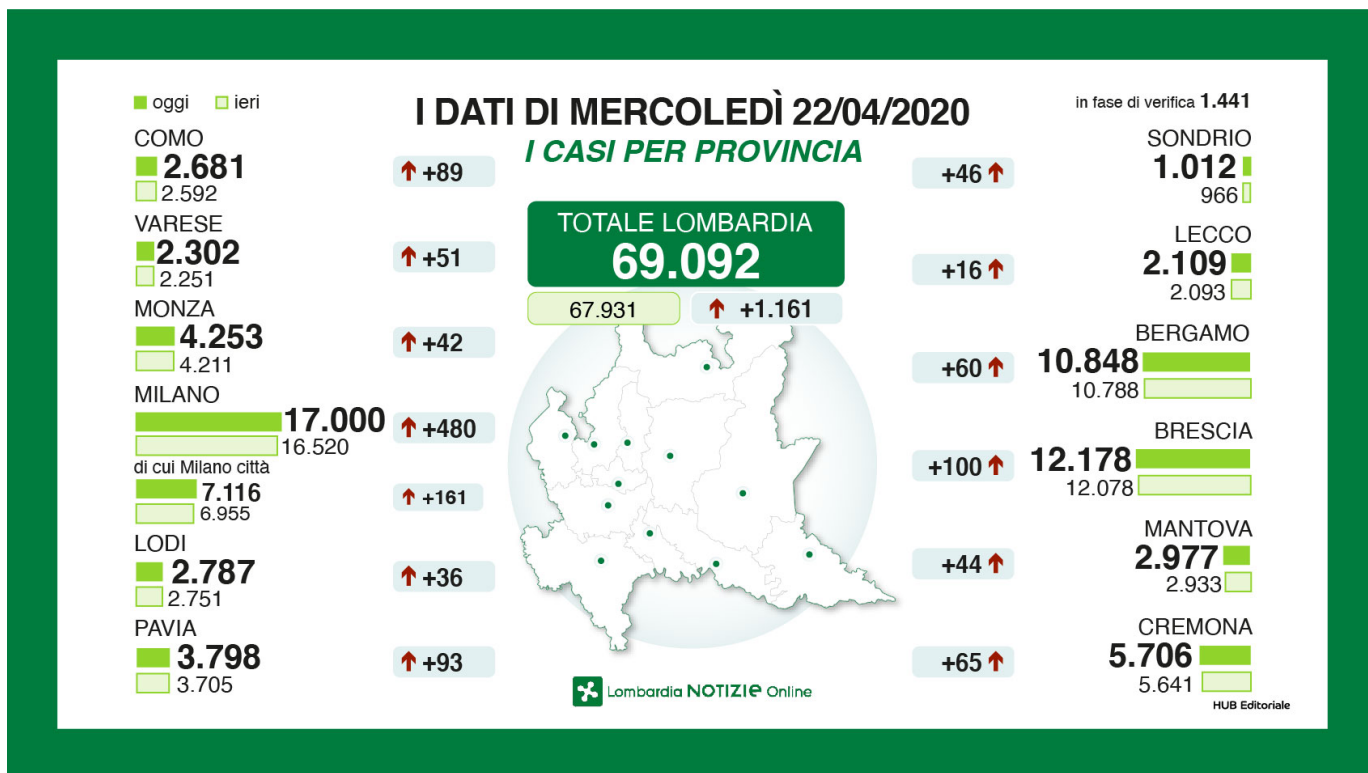 oggi ieri
I DATI DI MERCOLEDÌ 22/04/2020
I CASI PER PROVINCIA
in fase di verifica 1.441
COMO
2.681
2.592
+89
VARESE
2.302
2.251
+51
MONZA
4.253
4.211
+42
MILANO
17.000
16.520
+480
di cui Milano città
7.116
6.955
+161
LODI
2.787
2.751
+36
PAVIA
3.798
3.705
+93
TOTALE LOMBARDIA
69.092
67.931
+1.161
Lombardia NOTIZIE Online
SONDRIO
+46
1.012
966
LECCO
+16
2.109
2.093
BERGAMO
+60
10.848
10.788
BRESCIA
+100
12.178
12.078
MANTOVA
+44
2.977
2.933
CREMONA
+65
5.706
5.641
HUB Editoriale